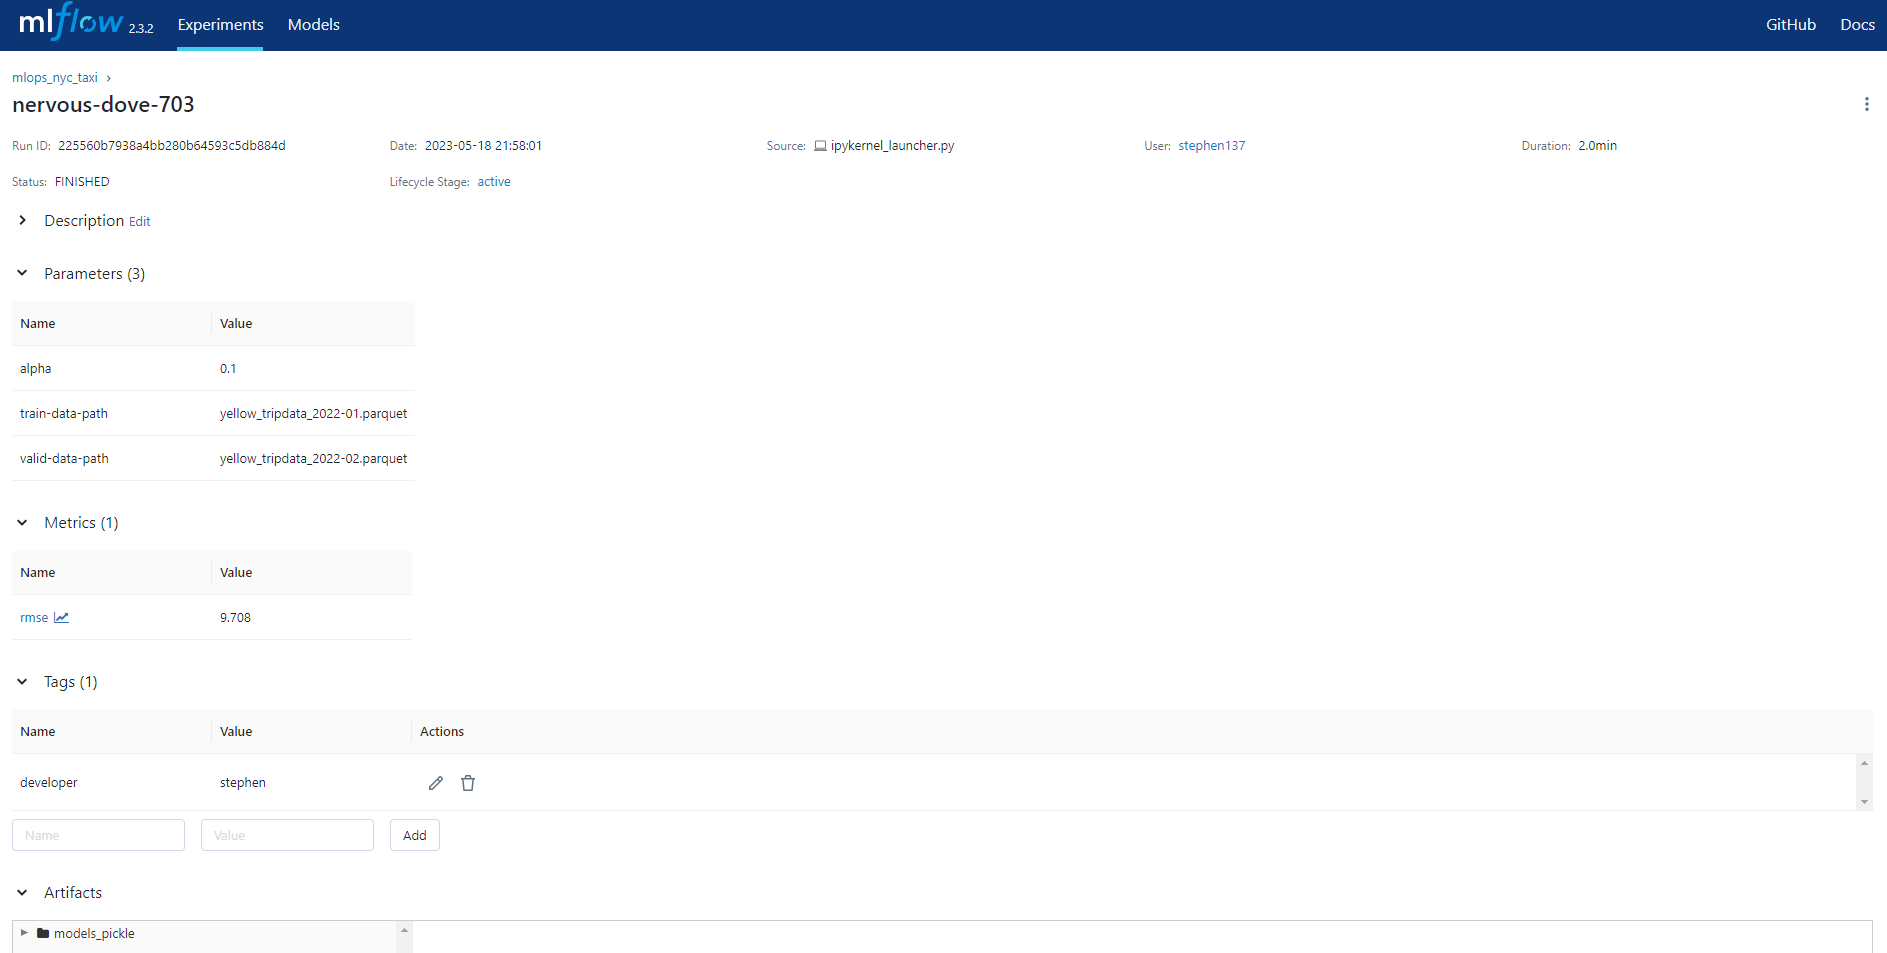 mlflow 2.3.2 Experiments Models GitHub Docs
mlops_nyc_taxi ›
nervous-dove-703
Run ID: 225560b7938a4bb280b64593c5db884d Date: 2023-05-18 21:58:01 Source: ipykernel_launcher.py User: stephen137 Duration: 2.0min
Status: FINISHED Lifecycle Stage: active
Description Edit
Parameters (3)
Name Value
alpha 0.1
train-data-path yellow_tripdata_2022-01.parquet
valid-data-path yellow_tripdata_2022-02.parquet
Metrics (1)
Name Value
rmse 9.708
Tags (1)
Name Value Actions
developer stephen
Name Value Add
Artifacts
models_pickle